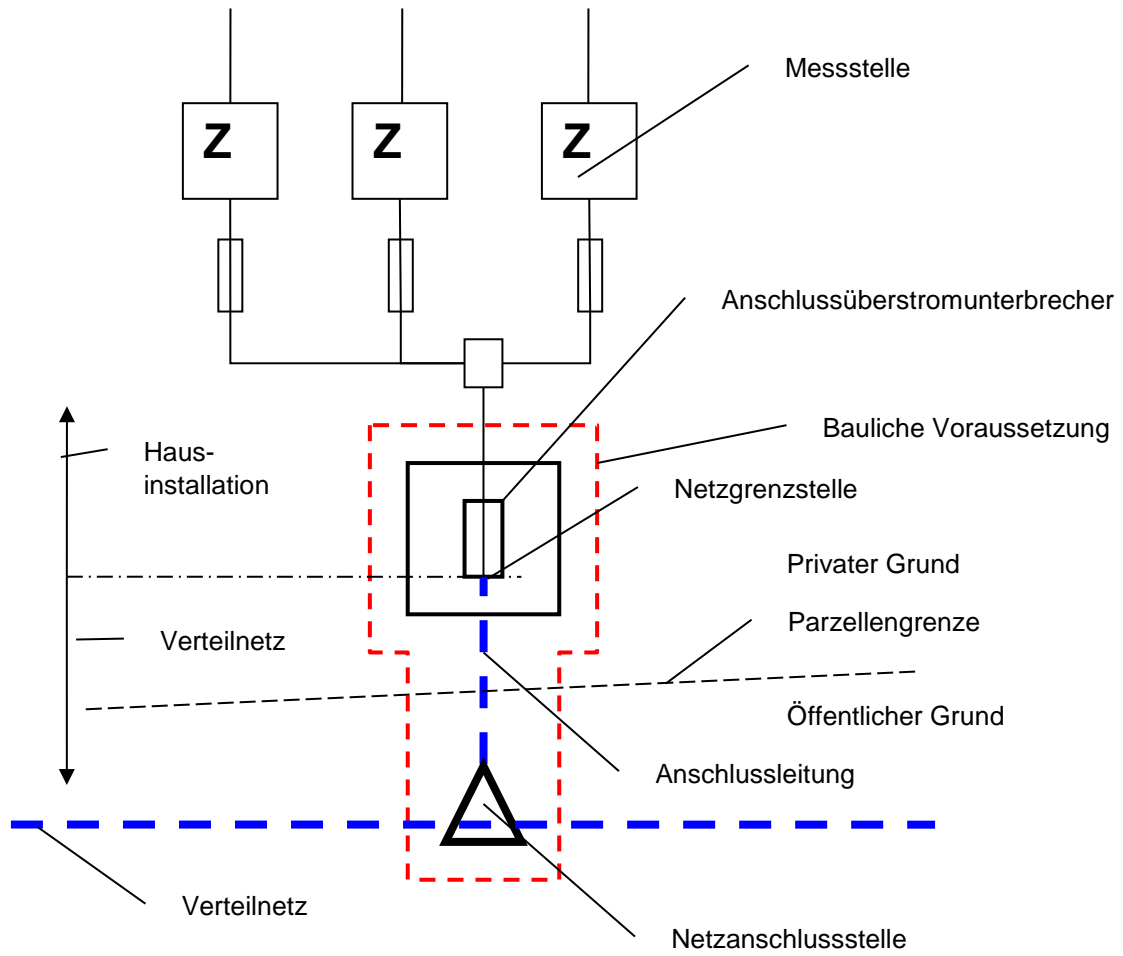 Messstelle
Z
Z
Z
Anschlussüberstromunterbrecher
Bauliche Voraussetzung
Haus-
installation
Netzgrenzstelle
Privater Grund
Parzellengrenze
Verteilnetz
Öffentlicher Grund
Anschlussleitung
Verteilnetz
Netzanschlussstelle